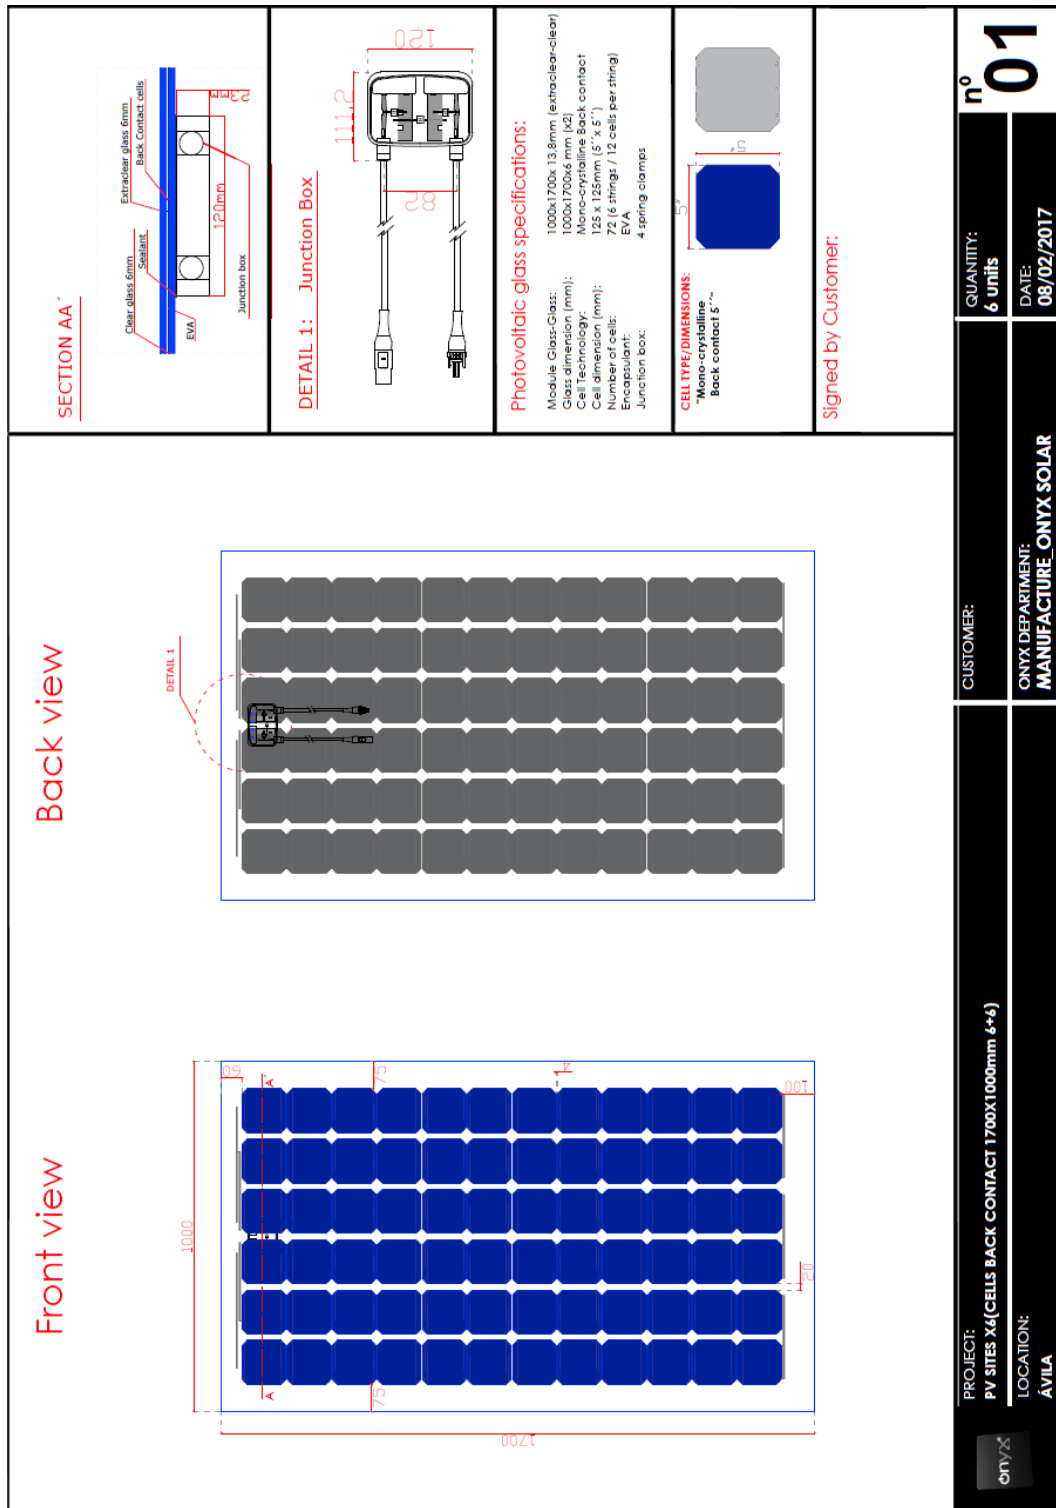 Front view
1000
60
A
A'
75
75
4
20
100
1700
Back view
DETAIL 1
SECTION AA´
Clear glass 6mm
Extraclear glass 6mm
Sealant
Back Contact cells
EVA
120mm
Junction box
DETAIL 1: Junction Box
111,2
120
82
Photovoltaic glass specifications:
Module Glass-Glass: 1000x1700x 13,8mm (extraclear-clear)
Glass dimension (mm): 1000x1700x6 mm (x2)
Cell Technology: Mono-crystalline Back contact
Cell dimension (mm): 125 x 125mm (5´´x 5´´)
Number of cells: 72 (6 strings / 12 cells per string)
Encapsulant: EVA
Junction box: 4 spring clamps
CELL TYPE/DIMENSIONS:
"Mono-crystalline
Back contact 5´´"
5"
5"
Signed by Customer:
onyx
PROJECT:
PV SITES X6(CELLS BACK CONTACT 1700X1000mm 6+6)
LOCATION:
ÁVILA
CUSTOMER:
ONYX DEPARTMENT:
MANUFACTURE_ONYX SOLAR
QUANTITY:
6 units
DATE:
08/02/2017
nº
01